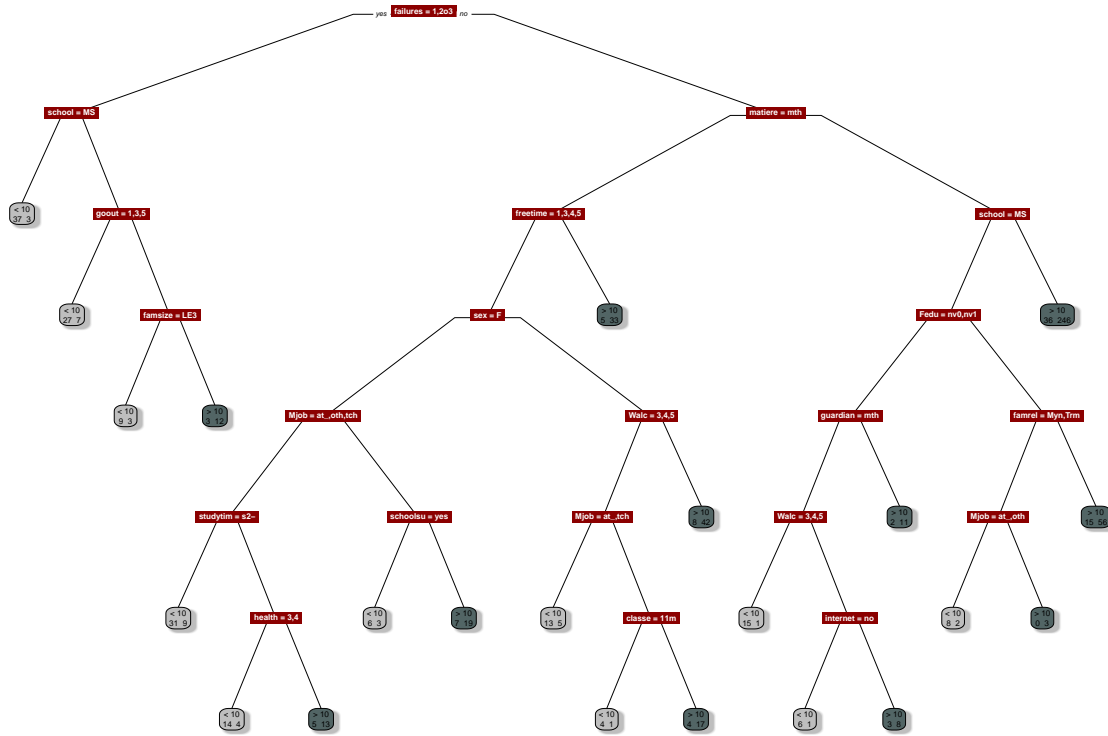 yes failures = 1,2o3 no
school = MS
matiere = mth
< 10
37 3
goout = 1,3,5
freetime = 1,3,4,5
school = MS
< 10
27 7
famsize = LE3
sex = F
> 10
5 33
Fedu = nv0,nv1
> 10
36 246
< 10
9 3
> 10
3 12
Mjob = at_,oth,tch
Walc = 3,4,5
guardian = mth
famrel = Myn,Trm
studytim = s2~
schoolsu = yes
Mjob = at_,tch
> 10
8 42
Walc = 3,4,5
> 10
2 11
Mjob = at_,oth
> 10
15 56
< 10
31 9
health = 3,4
< 10
6 3
> 10
7 19
< 10
13 5
classe = 11m
< 10
15 1
internet = no
< 10
8 2
> 10
0 3
< 10
14 4
> 10
5 13
< 10
4 1
> 10
4 17
< 10
6 1
> 10
3 8